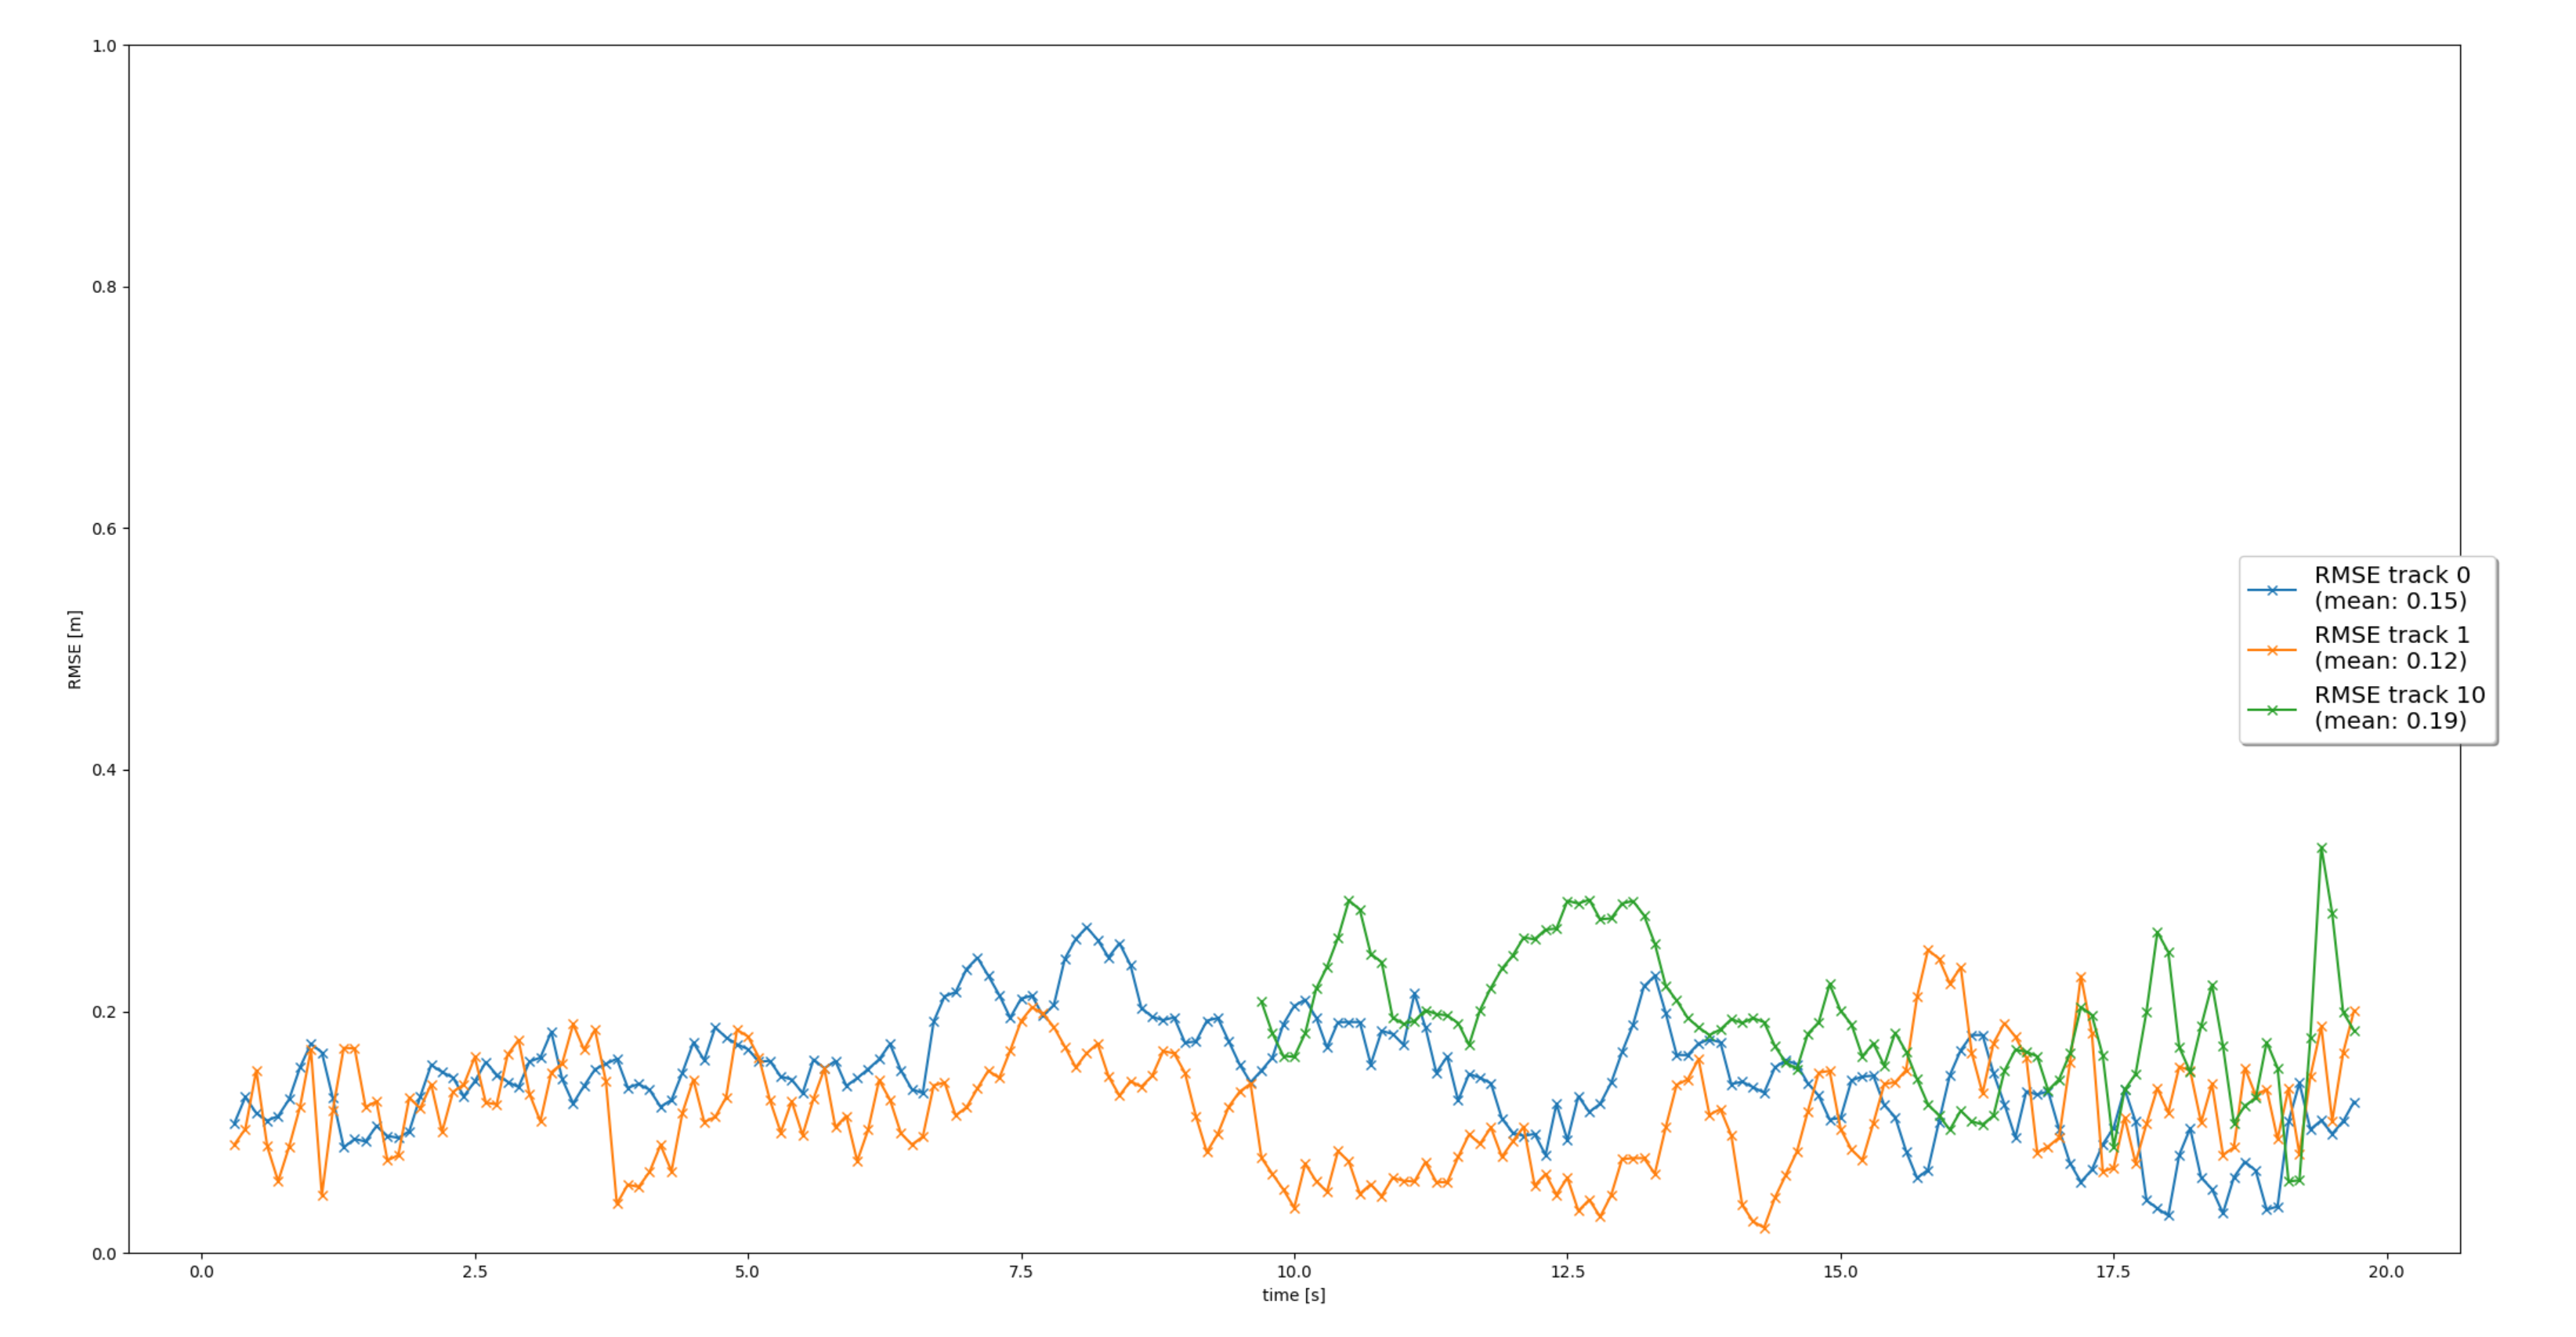 1.0
0.8
0.6
0.4
0.2
0.0
RMSE [m]
0.0 2.5 5.0 7.5 10.0 12.5 15.0 17.5 20.0
time [s]
RMSE track 0
(mean: 0.15)
RMSE track 1
(mean: 0.12)
RMSE track 10
(mean: 0.19)